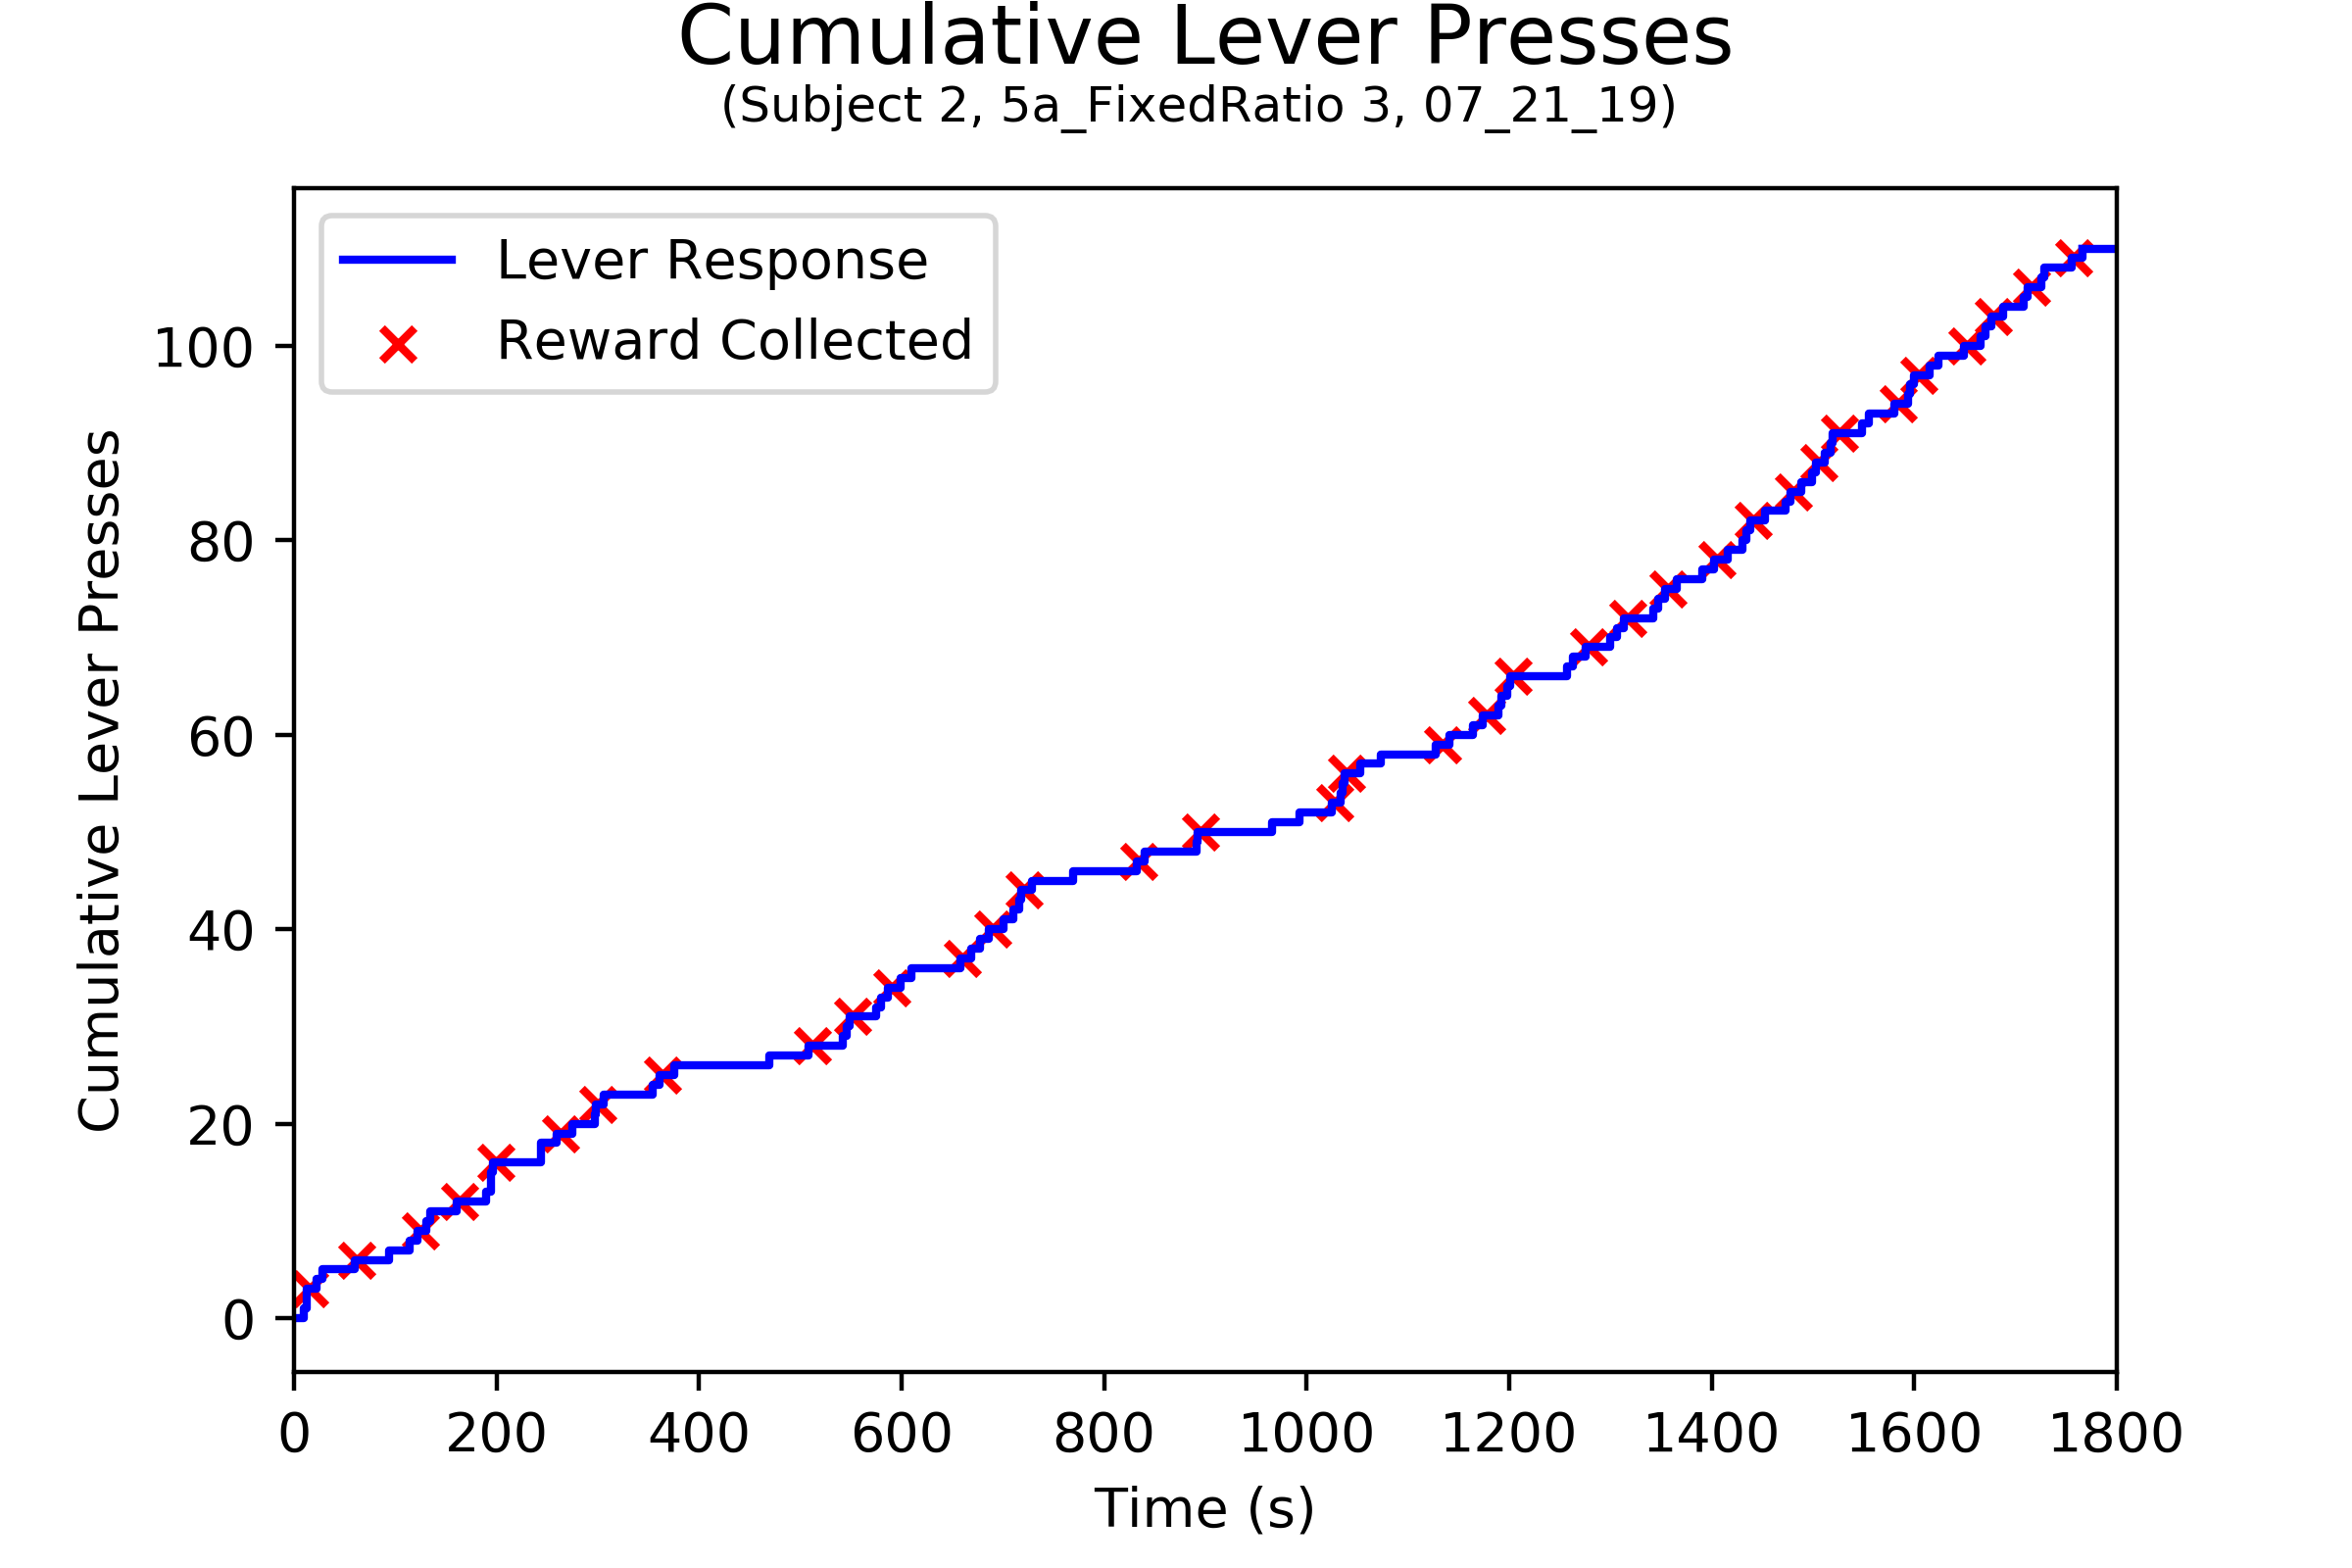 Cumulative Lever Presses
(Subject 2, 5a_FixedRatio 3, 07_21_19)
Lever Response
Reward Collected
Cumulative Lever Presses
100
80
60
40
20
0
0 200 400 600 800 1000 1200 1400 1600 1800
Time (s)